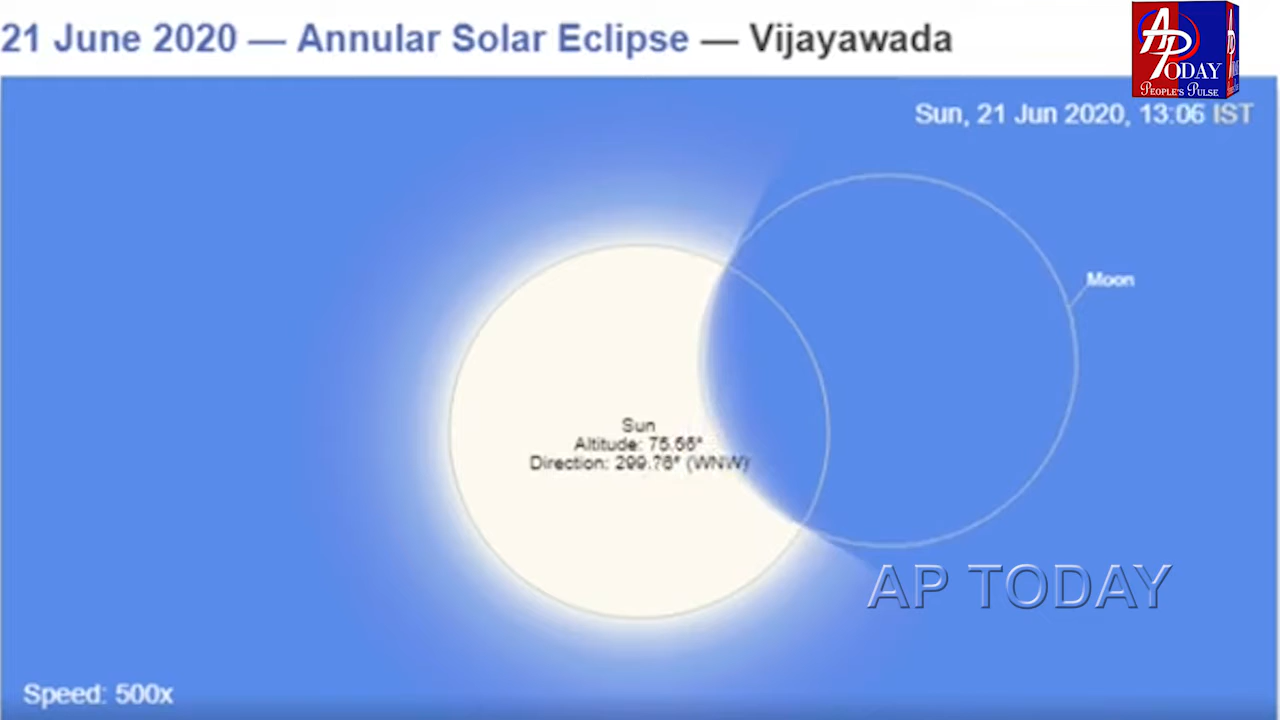 21 June 2020 — Annular Solar Eclipse — Vijayawada
AP
TODAY
PEOPLE'S PULSE
Sun, 21 Jun 2020, 13:06 IST
Moon
Sun
Altitude: 75.66°
Direction: 299.78° (WNW)
AP TODAY
Speed: 500x